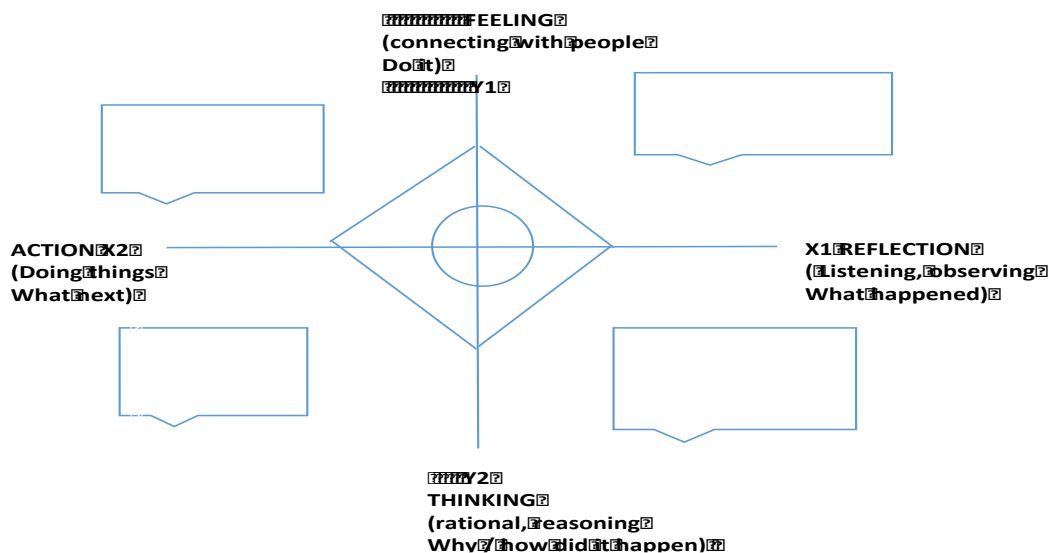 FEELING
(connecting with people
Do it)
Y1
ACTION X2
(Doing things
What next)
X1 REFLECTION
( Listening, observing
What happened)
Y2
THINKING
(rational, reasoning
Why / how did it happen)